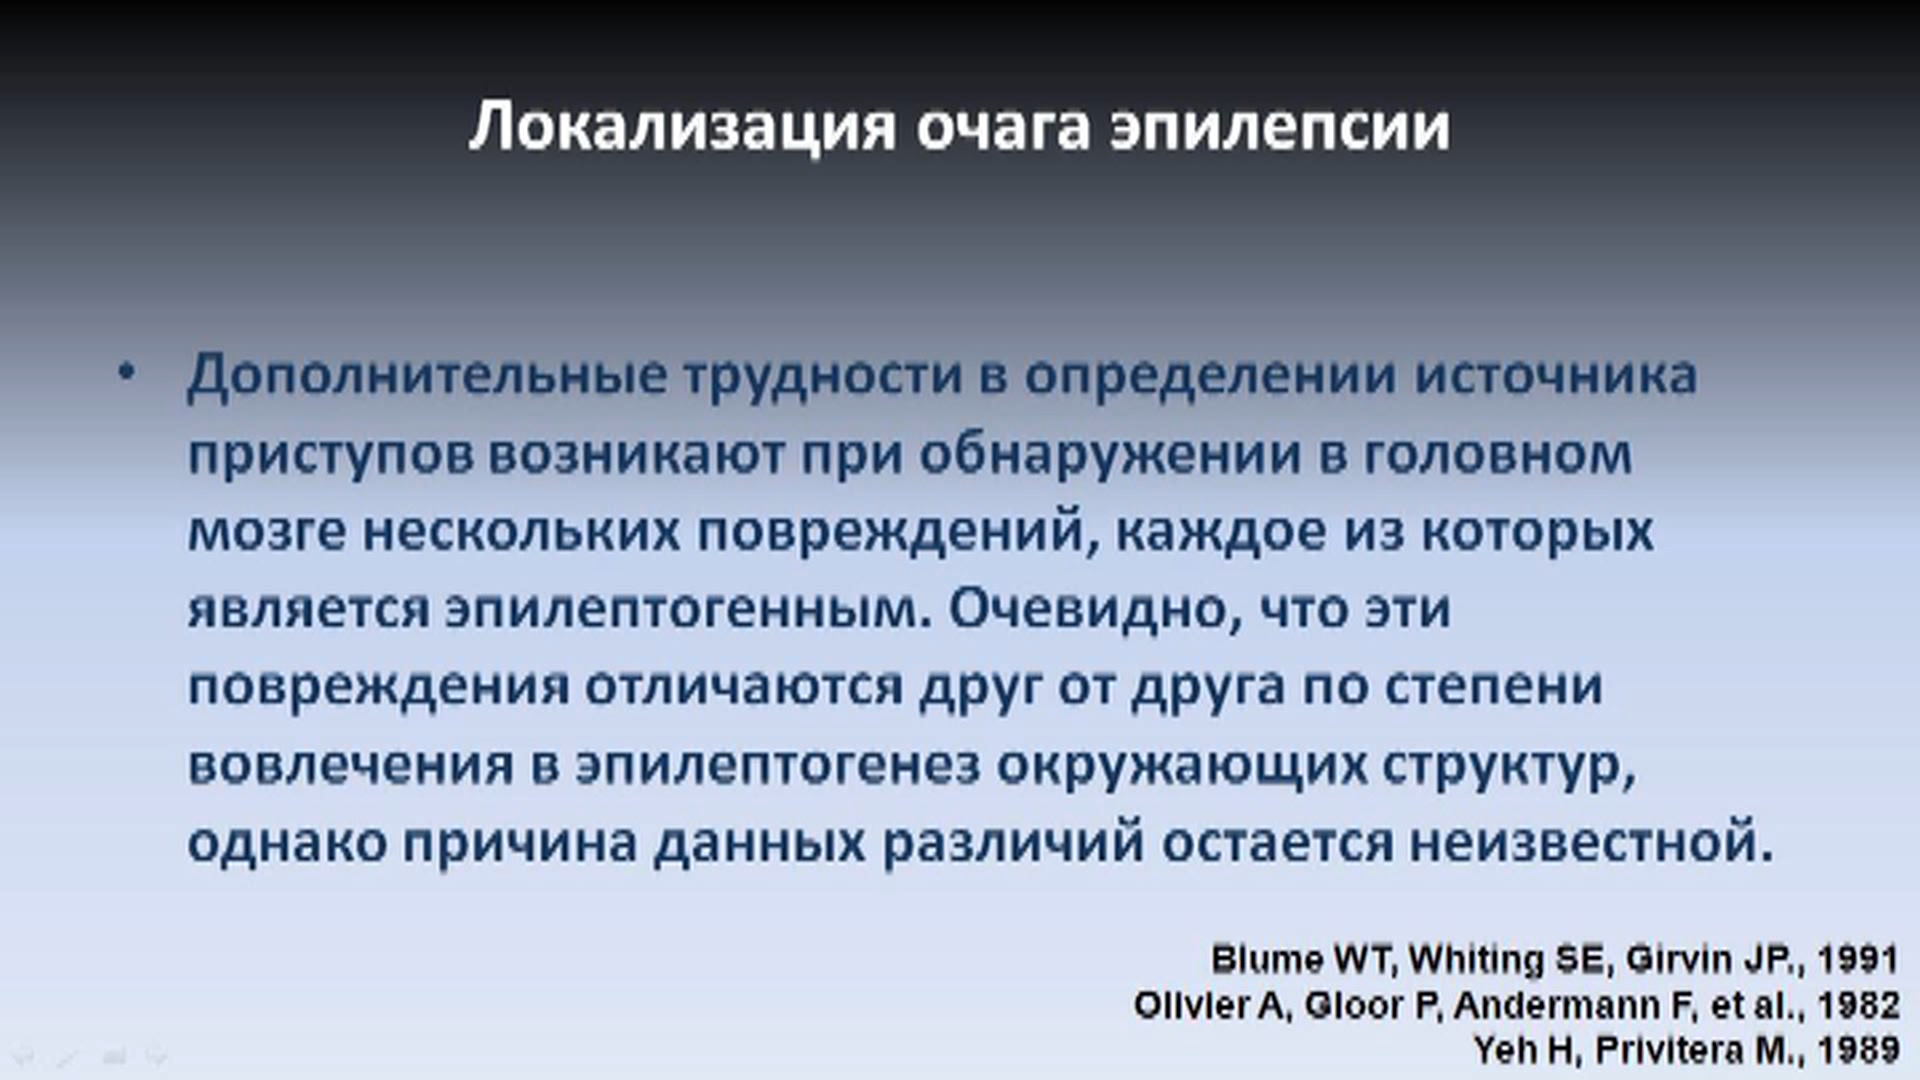 Локализация очага эпилепсии
• Дополнительные трудности в определении источника
приступов возникают при обнаружении в головном
мозге нескольких повреждений, каждое из которых
является эпилептогенным. Очевидно, что эти
повреждения отличаются друг от друга по степени
вовлечения в эпилептогенез окружающих структур,
однако причина данных различий остается неизвестной.
Blume WT, Whiting SE, Girvin JP., 1991
Olivier A, Gloor P, Andermann F, et al., 1982
Yeh H, Privitera M., 1989